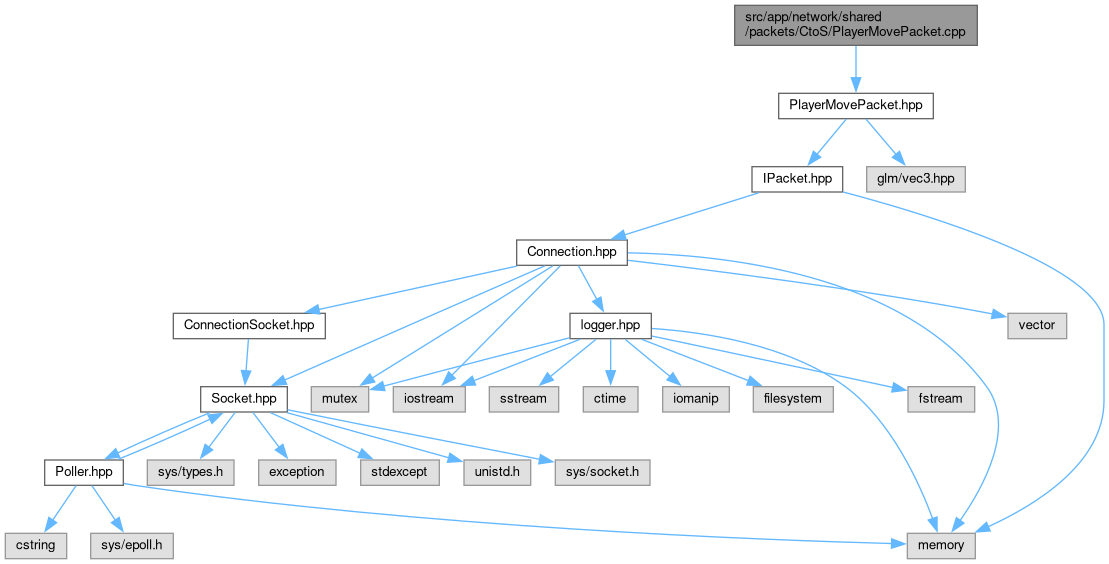 src/app/network/shared
/packets/CtoS/PlayerMovePacket.cpp
PlayerMovePacket.hpp
IPacket.hpp
glm/vec3.hpp
Connection.hpp
ConnectionSocket.hpp
logger.hpp
vector
Socket.hpp
mutex
iostream
sstream
ctime
iomanip
filesystem
fstream
Poller.hpp
sys/types.h
exception
stdexcept
unistd.h
sys/socket.h
cstring
sys/epoll.h
memory